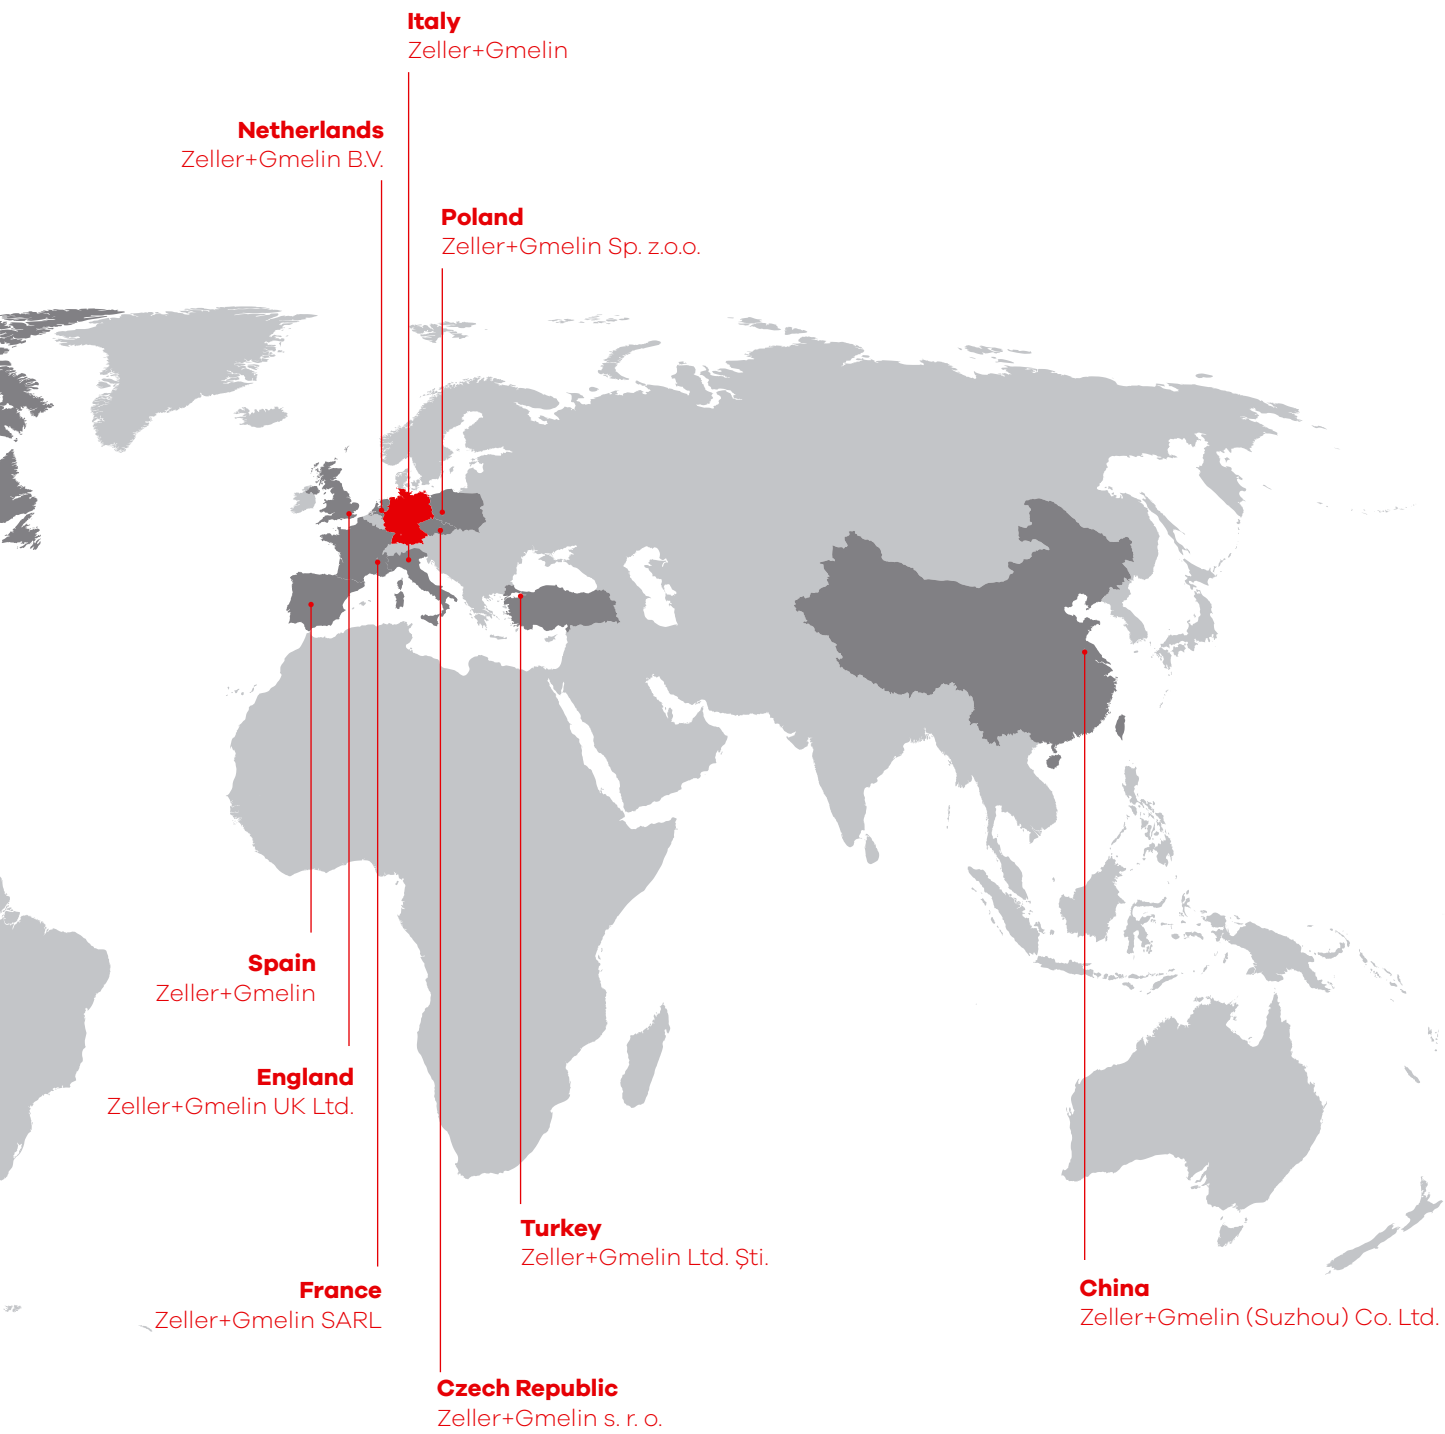 Italy
Zeller+Gmelin
Netherlands
Zeller+Gmelin B.V.
Poland
Zeller+Gmelin Sp. z.o.o.
Spain
Zeller+Gmelin
England
Zeller+Gmelin UK Ltd.
Turkey
Zeller+Gmelin Ltd. Şti.
France
Zeller+Gmelin SARL
China
Zeller+Gmelin (Suzhou) Co. Ltd.
Czech Republic
Zeller+Gmelin s. r. o.